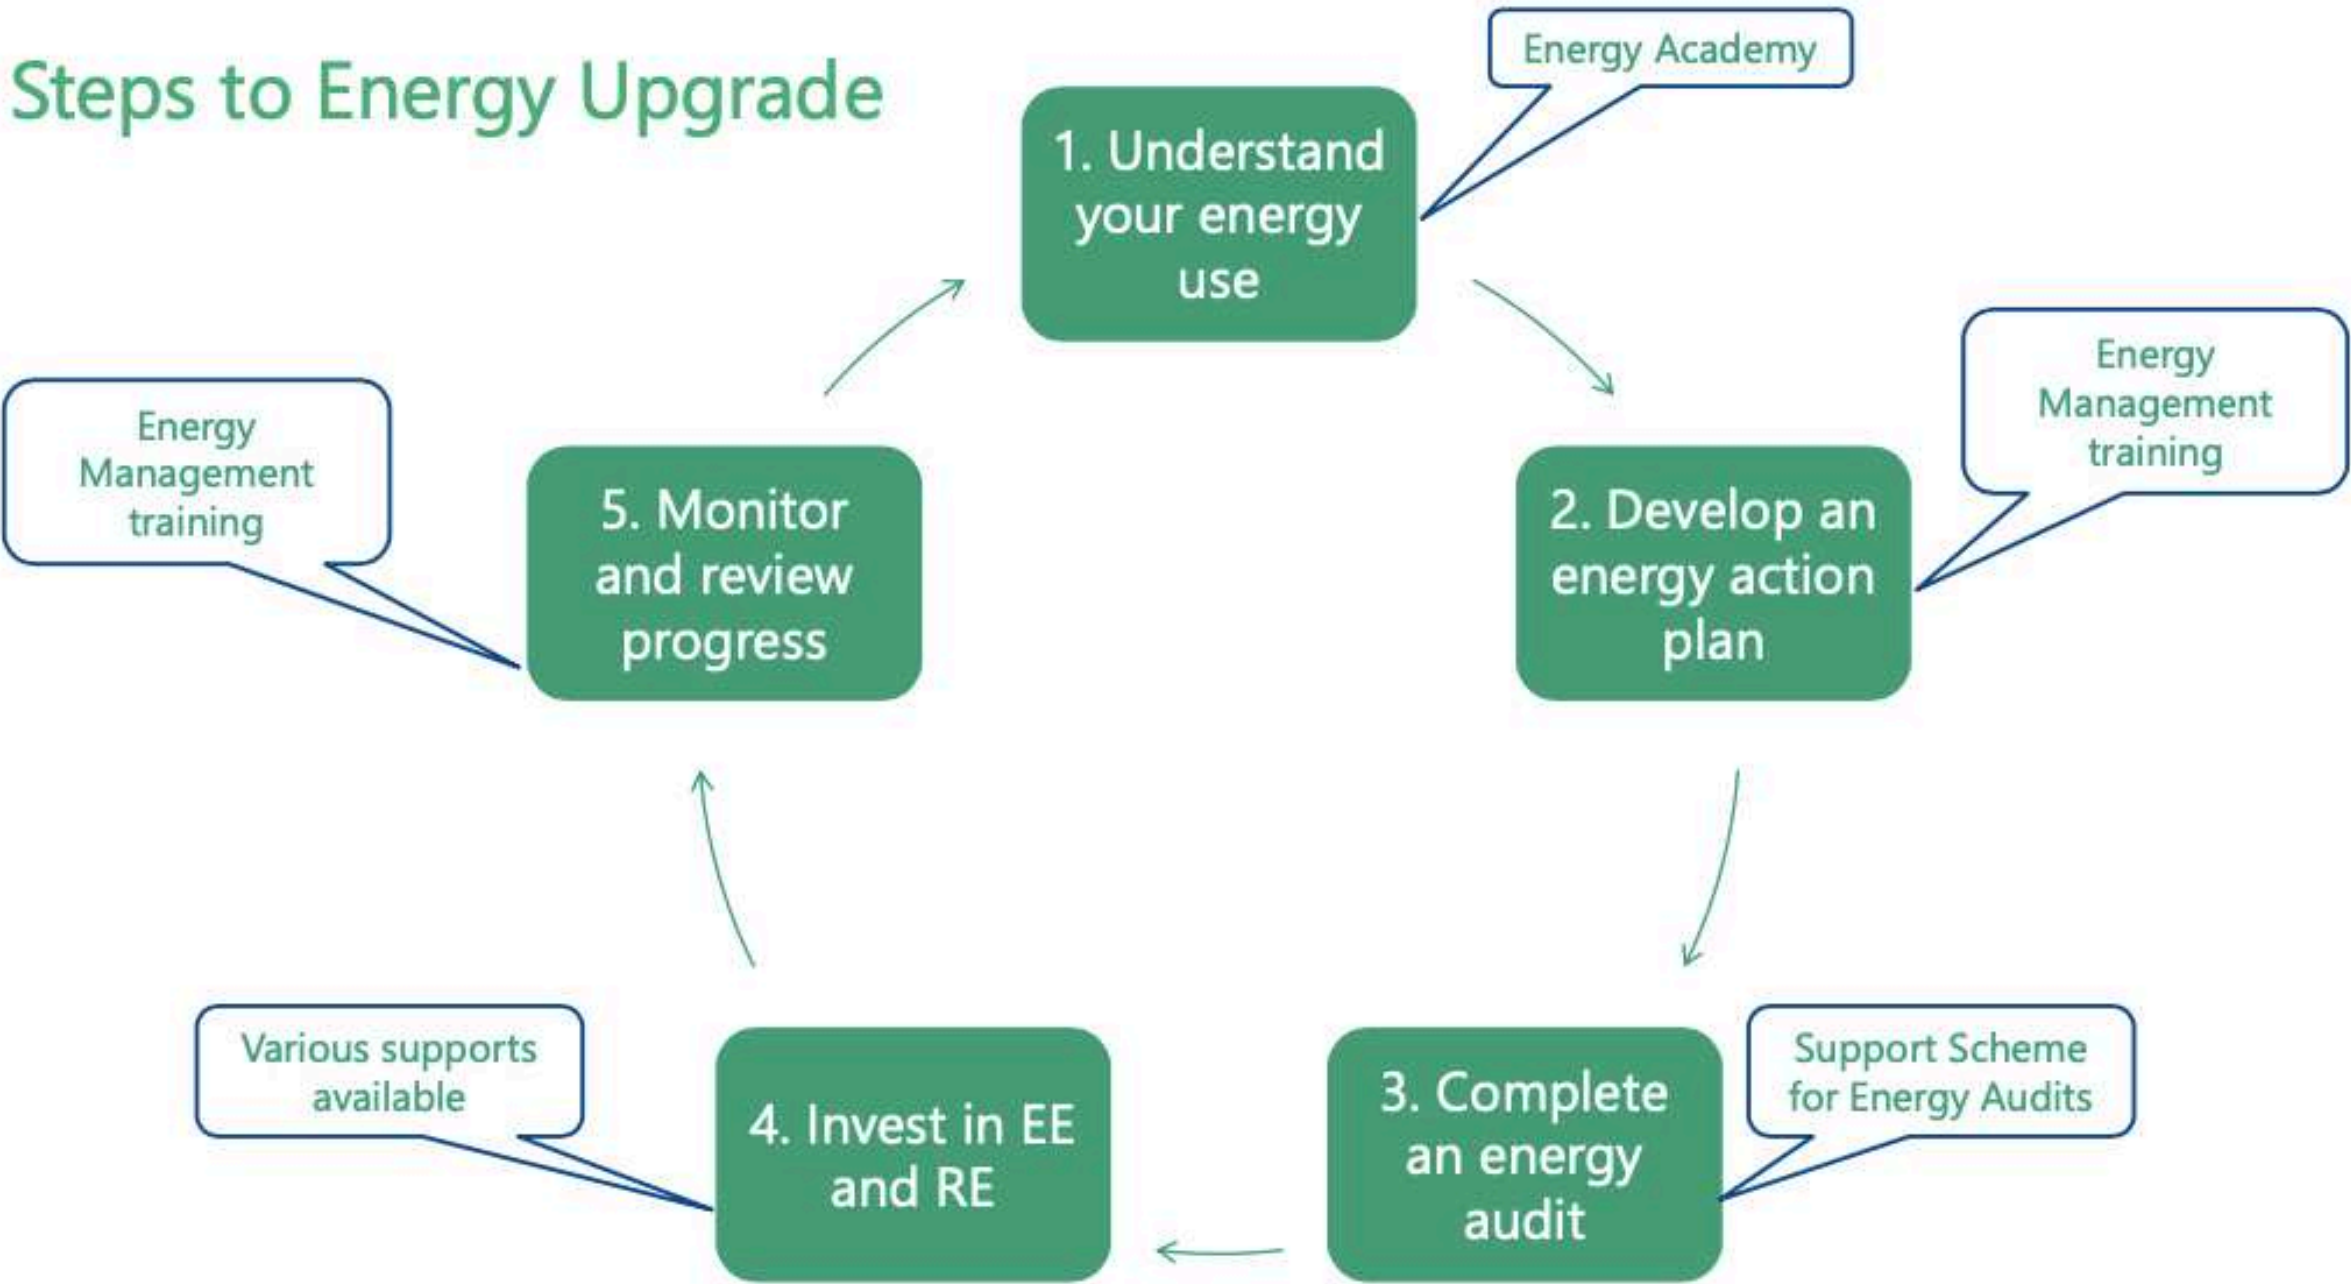 Steps to Energy Upgrade
Energy Academy
1. Understand
your energy
use
Energy
Management
training
2. Develop an
energy action
plan
Support Scheme
for Energy Audits
3. Complete
an energy
audit
Various supports
available
4. Invest in EE
and RE
Energy
Management
training
5. Monitor
and review
progress